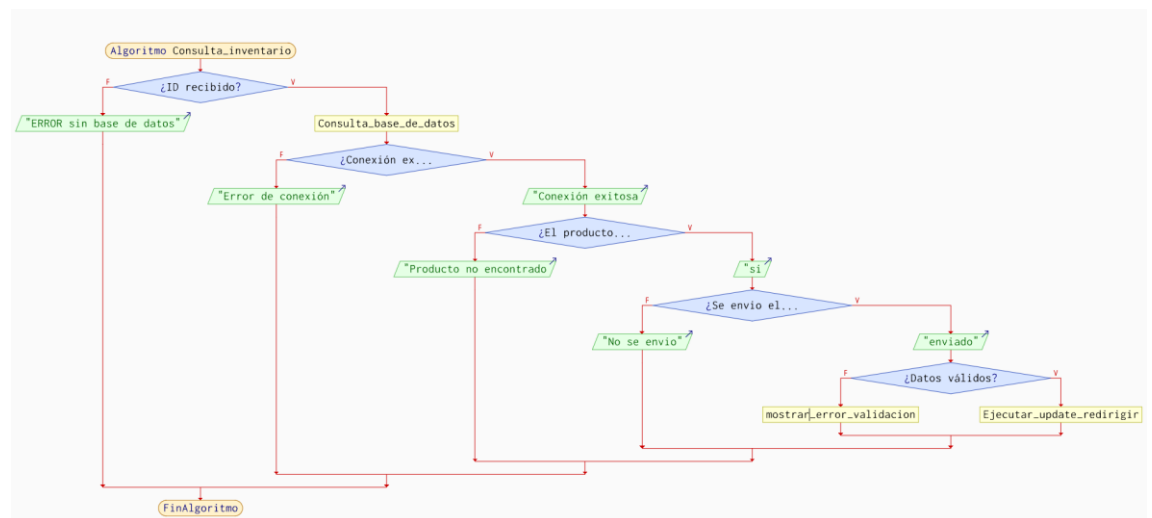 Algoritmo Consulta_inventario
F
¿ID recibido?
V
"ERROR sin base de datos"
Consulta_base_de_datos
F
¿Conexión ex...
V
"Error de conexión"
"Conexión exitosa
F
¿El producto...
V
"Producto no encontrado
"si
F
¿Se envio el...
V
"No se envio"
"enviado"
F
¿Datos válidos?
V
mostrar_error_validacion
Ejecutar_update_redirigir
FinAlgoritmo